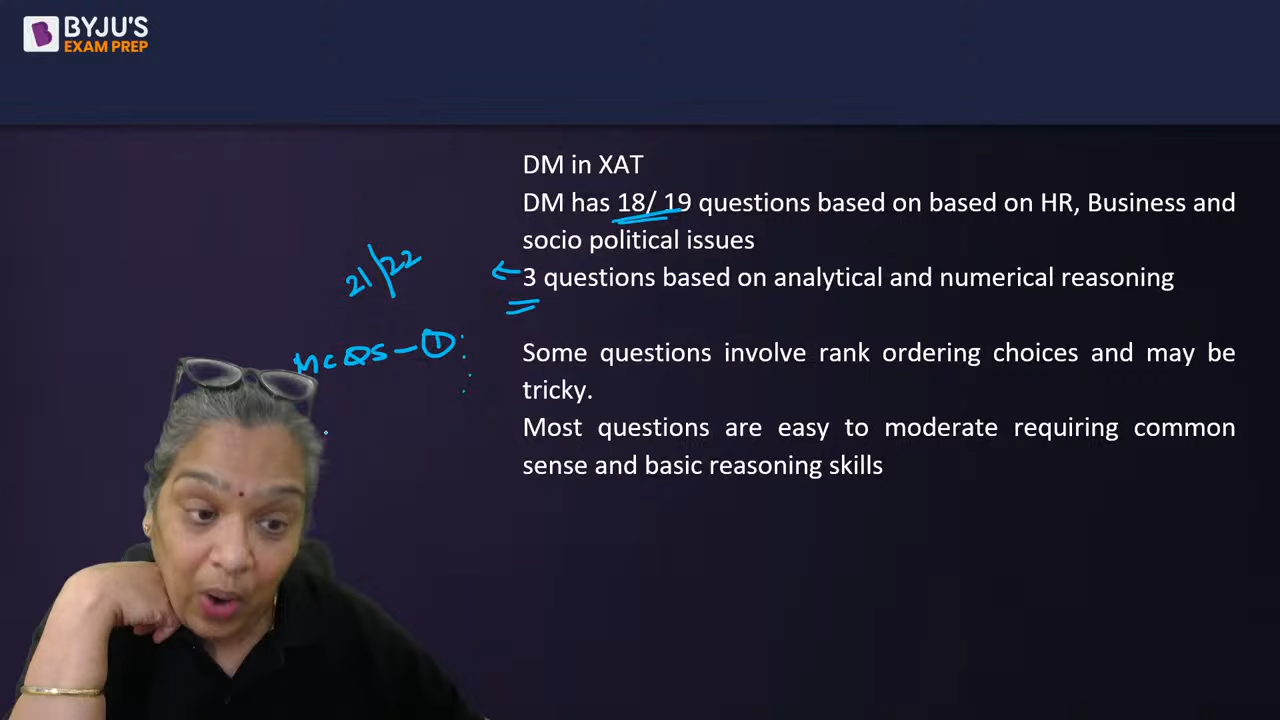 BYJU'S
EXAM PREP
DM in XAT
DM has 18/ 19 questions based on based on HR, Business and
socio political issues
21/22
3 questions based on analytical and numerical reasoning
MCQS - 1
Some questions involve rank ordering choices and may be
tricky.
Most questions are easy to moderate requiring common
sense and basic reasoning skills